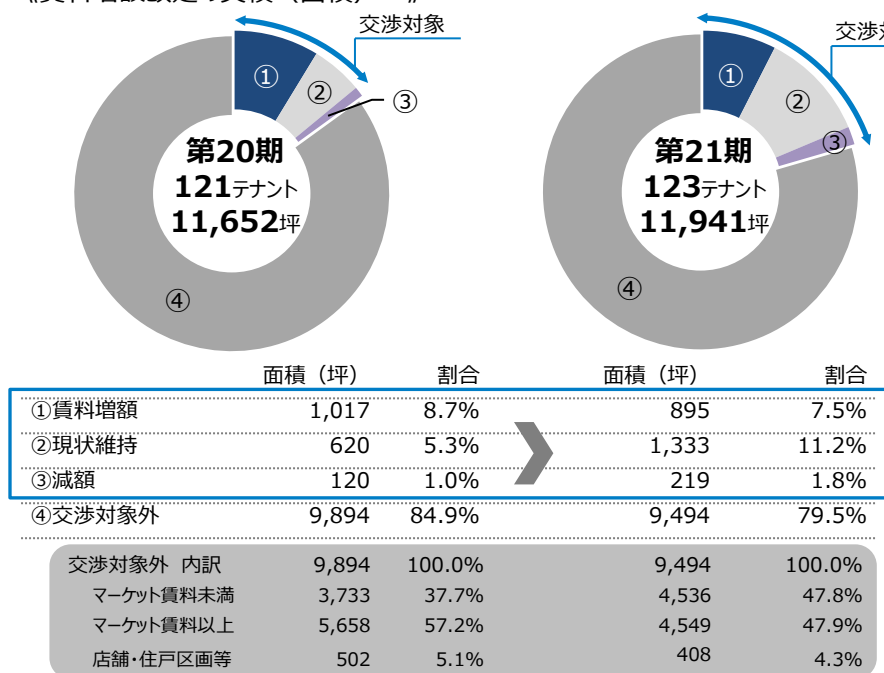 交渉対象
交渉対
①
②
③
④
第20期
121テナント
11,652坪
①
②
③
④
第21期
123テナント
11,941坪
面積（坪） 割合 面積（坪） 割合
①賃料増額 1,017 8.7% 895 7.5%
②現状維持 620 5.3% 1,333 11.2%
③減額 120 1.0% 219 1.8%
④交渉対象外 9,894 84.9% 9,494 79.5%
交渉対象外 内訳 9,894 100.0% 9,494 100.0%
マーケット賃料未満 3,733 37.7% 4,536 47.8%
マーケット賃料以上 5,658 57.2% 4,549 47.9%
店舗・住戸区画等 502 5.1% 408 4.3%